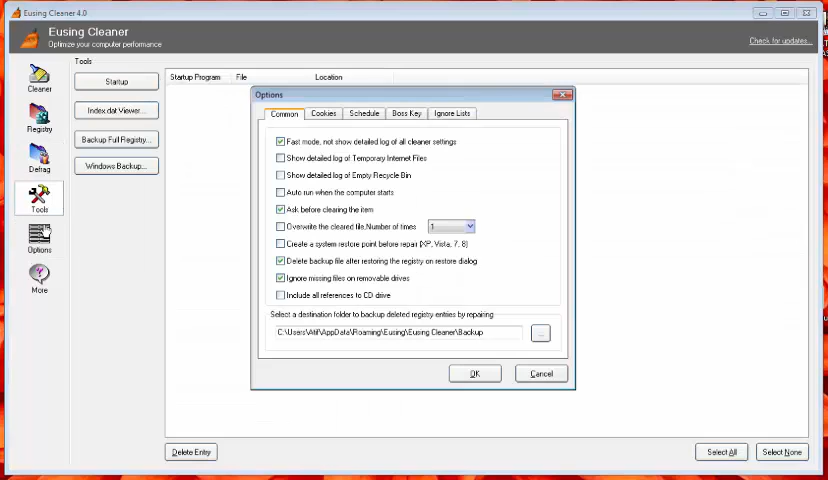 Eusing Cleaner 4.0
Eusing Cleaner
Optimize your computer performance
Check for updates...
Cleaner
Registry
Defrag
Tools
Options
More
Tools
Startup
Index.dat Viewer...
Backup Full Registry...
Windows Backup...
Startup Program File Location
Options
Common Cookies Schedule Boss Key Ignore Lists
Fast mode, not show detailed log of all cleaner settings
Show detailed log of Temporary Internet Files
Show detailed log of Empty Recycle Bin
Auto run when the computer starts
Ask before clearing the item
Overwrite the cleared file,Number of times 1
Create a system restore point before repair (XP, Vista, 7, 8)
Delete backup file after restoring the registry on restore dialog
Ignore missing files on removable drives
Include all references to CD drive
Select a destination folder to backup deleted registry entries by repairing
C:\Users\Atif\AppData\Roaming\Eusing\Eusing Cleaner\Backup
...
OK Cancel
Delete Entry Select All Select None